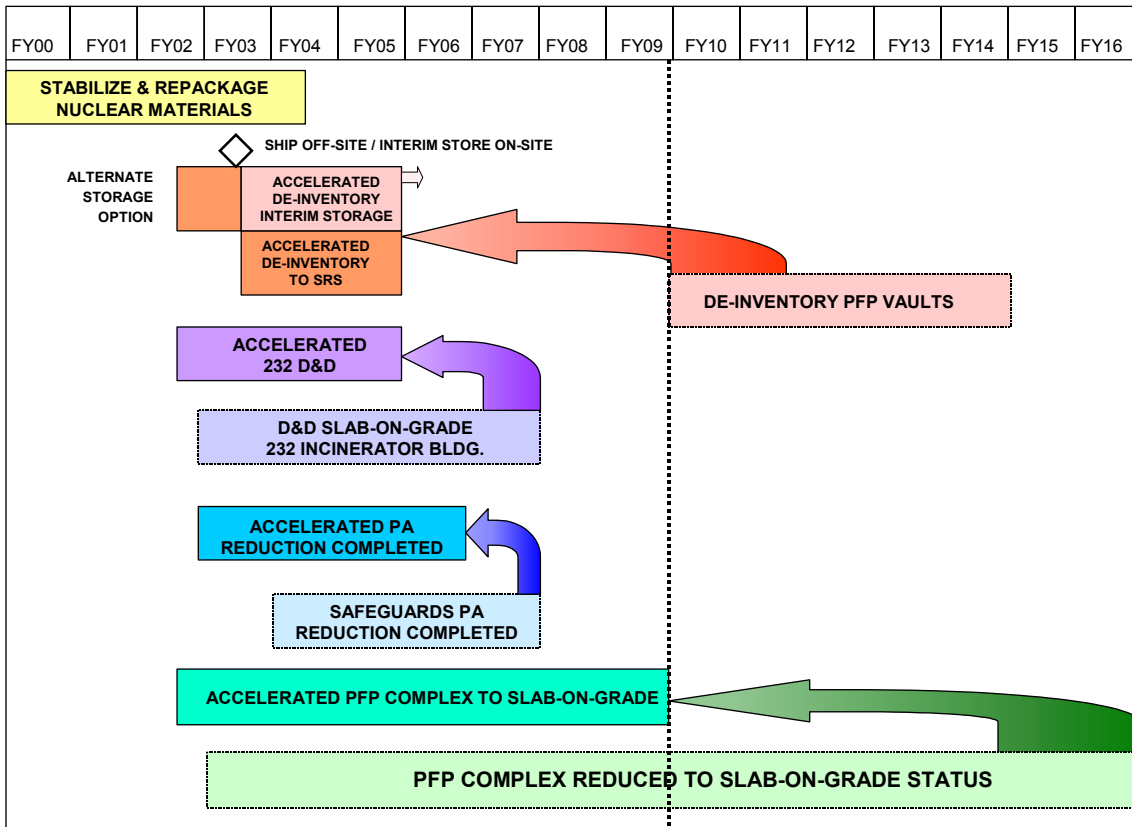 FY00 FY01 FY02 FY03 FY04 FY05 FY06 FY07 FY08 FY09 FY10 FY11 FY12 FY13 FY14 FY15 FY16
STABILIZE & REPACKAGE
NUCLEAR MATERIALS
SHIP OFF-SITE / INTERIM STORE ON-SITE
ALTERNATE
STORAGE
OPTION
ACCELERATED
DE-INVENTORY
INTERIM STORAGE
ACCELERATED
DE-INVENTORY
TO SRS
DE-INVENTORY PFP VAULTS
ACCELERATED
232 D&D
D&D SLAB-ON-GRADE
232 INCINERATOR BLDG.
ACCELERATED PA
REDUCTION COMPLETED
SAFEGUARDS PA
REDUCTION COMPLETED
ACCELERATED PFP COMPLEX TO SLAB-ON-GRADE
PFP COMPLEX REDUCED TO SLAB-ON-GRADE STATUS